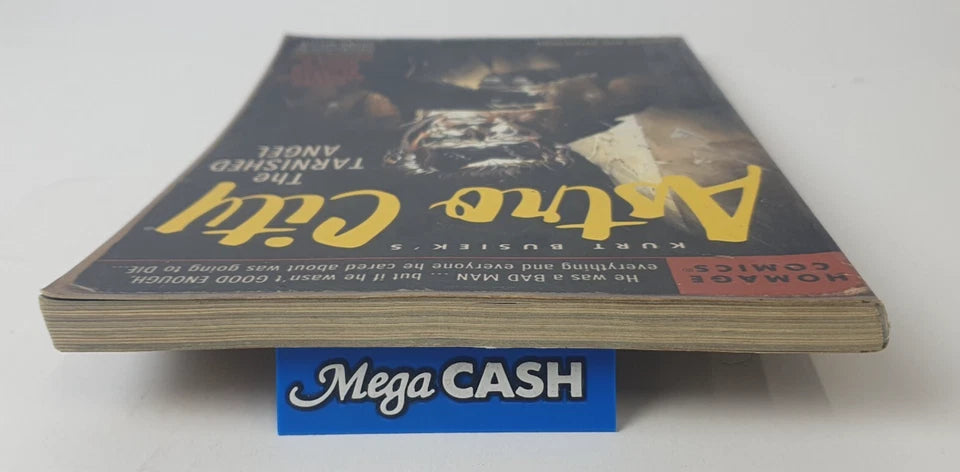 HOMAGE
COMICS
He was a BAD MAN ... but if he wasn't GOOD ENOUGH,
everything and everyone he cared about was going to DIE...
KURT BUSIEK'S
Astro City
The
TARNISHED
ANGEL
Mega CASH